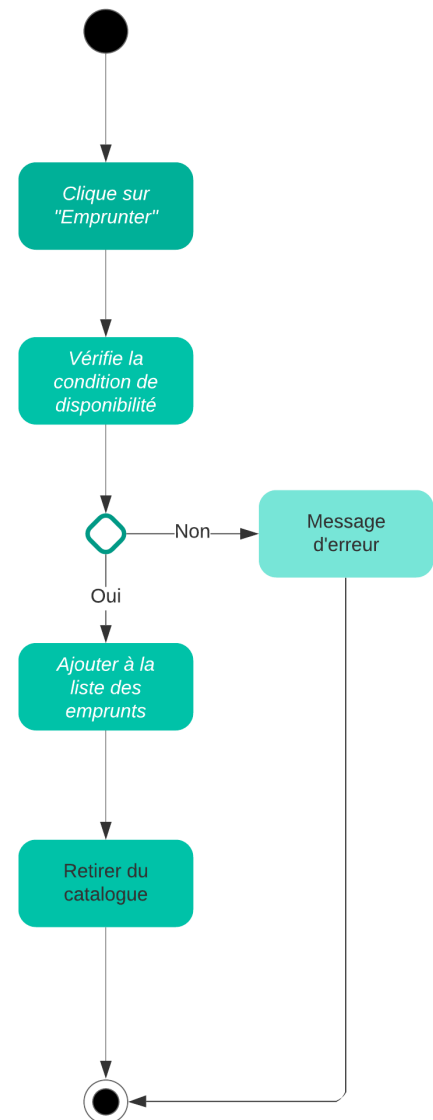 Clique sur
"Emprunter"
Vérifie la
condition de
disponibilité
Non
Message
d'erreur
Oui
Ajouter à la
liste des
emprunts
Retirer du
catalogue